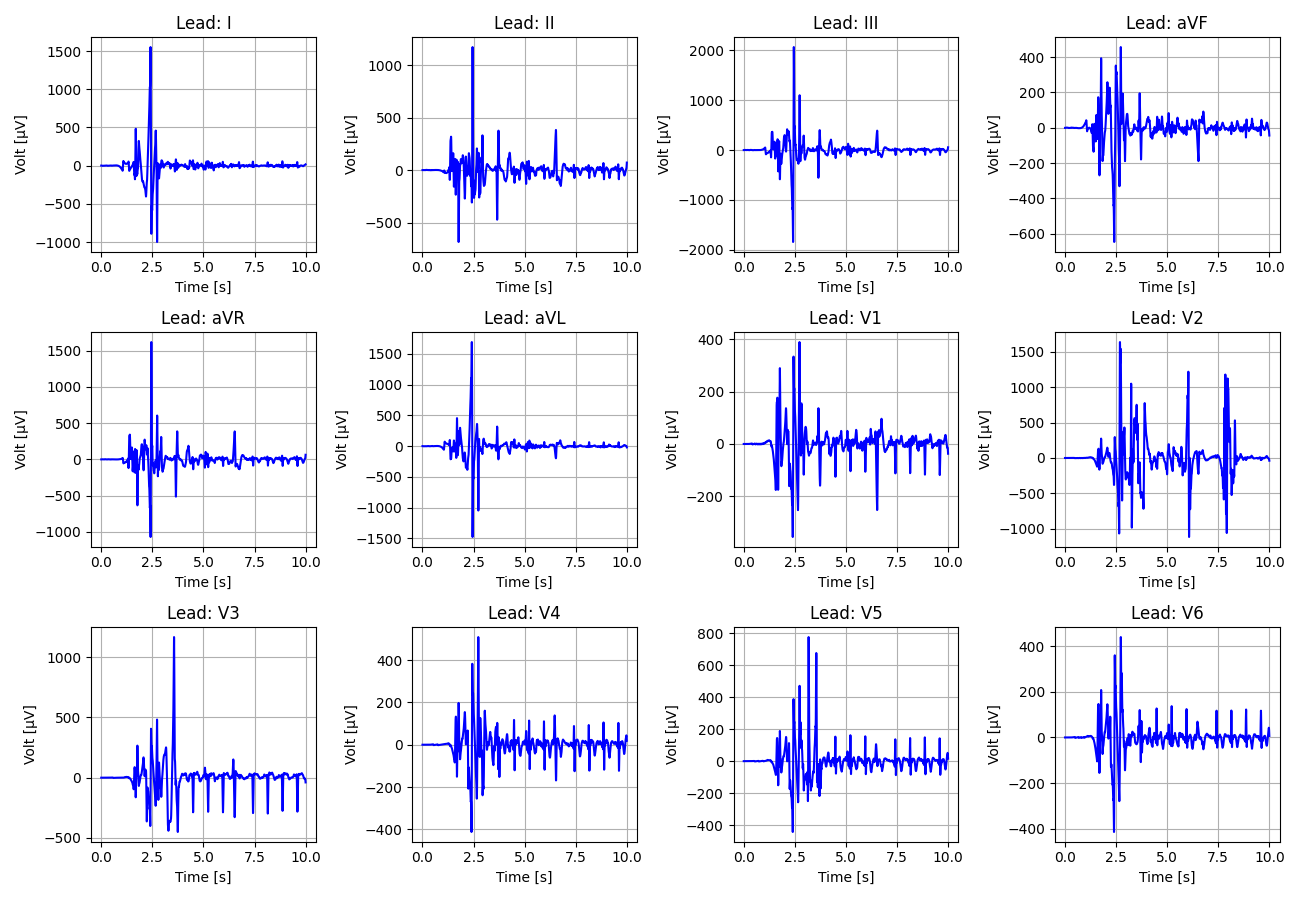 Lead: I
Volt [µV]
1500
1000
500
0
−500
−1000
0.0 2.5 5.0 7.5 10.0
Time [s]
Lead: II
Volt [µV]
1000
500
0
−500
0.0 2.5 5.0 7.5 10.0
Time [s]
Lead: III
Volt [µV]
2000
1000
0
−1000
−2000
0.0 2.5 5.0 7.5 10.0
Time [s]
Lead: aVF
Volt [µV]
400
200
0
−200
−400
−600
0.0 2.5 5.0 7.5 10.0
Time [s]
Lead: aVR
Volt [µV]
1500
1000
500
0
−500
−1000
0.0 2.5 5.0 7.5 10.0
Time [s]
Lead: aVL
Volt [µV]
1500
1000
500
0
−500
−1000
−1500
0.0 2.5 5.0 7.5 10.0
Time [s]
Lead: V1
Volt [µV]
400
200
0
−200
0.0 2.5 5.0 7.5 10.0
Time [s]
Lead: V2
Volt [µV]
1500
1000
500
0
−500
−1000
0.0 2.5 5.0 7.5 10.0
Time [s]
Lead: V3
Volt [µV]
1000
500
0
−500
0.0 2.5 5.0 7.5 10.0
Time [s]
Lead: V4
Volt [µV]
400
200
0
−200
−400
0.0 2.5 5.0 7.5 10.0
Time [s]
Lead: V5
Volt [µV]
800
600
400
200
0
−200
−400
0.0 2.5 5.0 7.5 10.0
Time [s]
Lead: V6
Volt [µV]
400
200
0
−200
−400
0.0 2.5 5.0 7.5 10.0
Time [s]